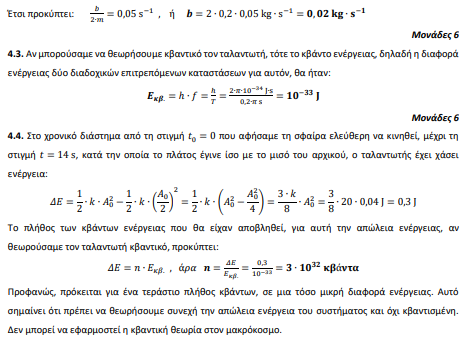 Έτσι προκύπτει: b/(2·m) = 0,05 s⁻¹ , ή b = 2 · 0,2 · 0,05 kg · s⁻¹ = 0,02 kg · s⁻¹
Μονάδες 6
4.3. Αν μπορούσαμε να θεωρήσουμε κβαντικό τον ταλαντωτή, τότε το κβάντο ενέργειας, δηλαδή η διαφορά
ενέργειας δύο διαδοχικών επιτρεπόμενων καταστάσεων για αυτόν, θα ήταν:
Eκβ. = h · f = h/T = (2·π·10⁻³⁴ J·s)/(0,2·π s) = 10⁻³³ J
Μονάδες 6
4.4. Στο χρονικό διάστημα από τη στιγμή t₀ = 0 που αφήσαμε τη σφαίρα ελεύθερη να κινηθεί, μέχρι τη
στιγμή t = 14 s, κατά την οποία το πλάτος έγινε ίσο με το μισό του αρχικού, ο ταλαντωτής έχει χάσει
ενέργεια:
ΔE = 1/2 · k · A₀² − 1/2 · k · (A₀/2)² = 1/2 · k · (A₀² − A₀²/4) = (3 · k)/8 · A₀² = 3/8 · 20 · 0,04 J = 0,3 J
Το πλήθος των κβάντων ενέργειας που θα είχαν αποβληθεί, για αυτή την απώλεια ενέργειας, αν
θεωρούσαμε τον ταλαντωτή κβαντικό, προκύπτει:
ΔE = n · Eκβ. , άρα n = ΔE/Eκβ. = 0,3/10⁻³³ = 3 · 10³² κβάντα
Προφανώς, πρόκειται για ένα τεράστιο πλήθος κβάντων, σε μια τόσο μικρή διαφορά ενέργειας. Αυτό
σημαίνει ότι πρέπει να θεωρήσουμε συνεχή την απώλεια ενέργεια του συστήματος και όχι κβαντισμένη.
Δεν μπορεί να εφαρμοστεί η κβαντική θεωρία στον μακρόκοσμο.